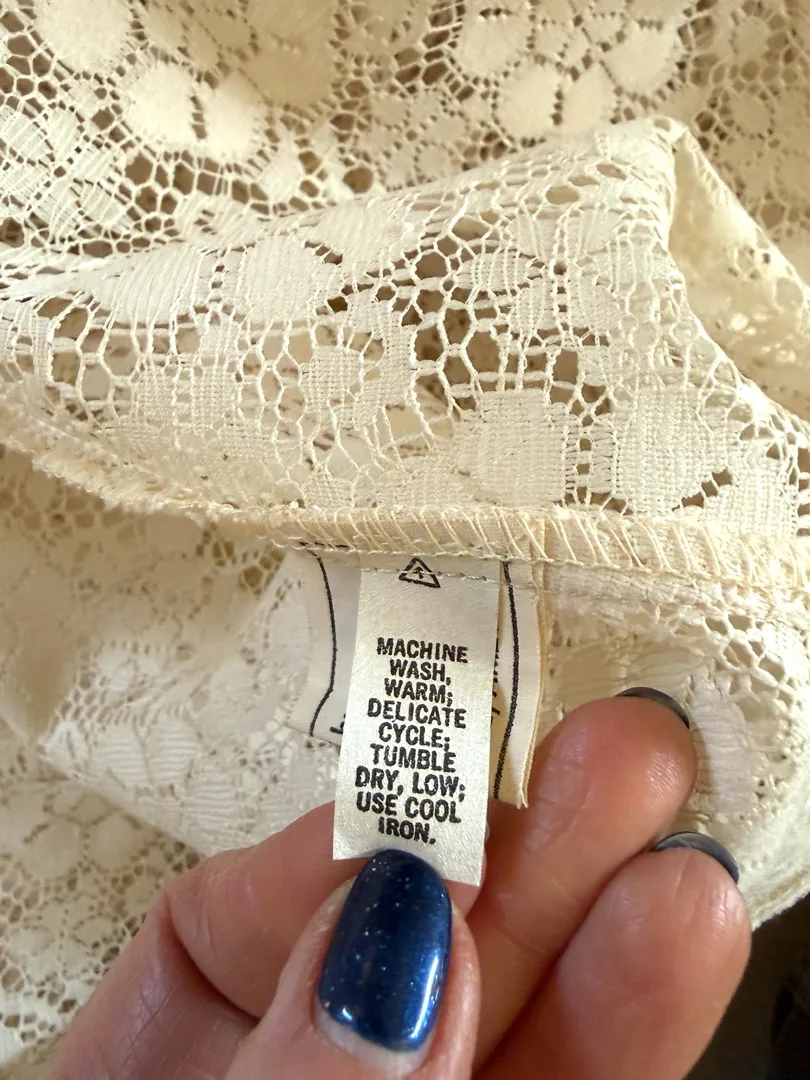 MACHINE
WASH,
WARM;
DELICATE
CYCLE;
TUMBLE
DRY, LOW;
USE COOL
IRON.